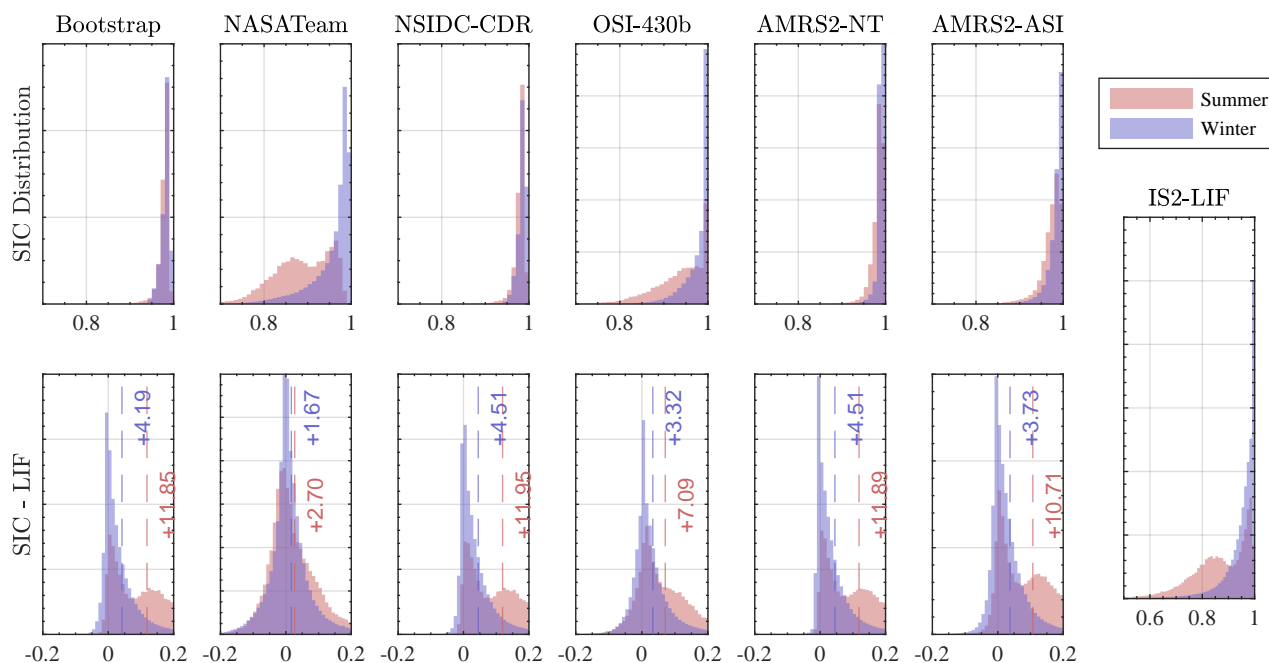 Bootstrap
NASATeam
NSIDC-CDR
OSI-430b
AMRS2-NT
AMRS2-ASI
SIC Distribution
0.8 1
0.8 1
0.8 1
0.8 1
0.8 1
0.8 1
Summer
Winter
IS2-LIF
0.6 0.8 1
SIC - LIF
+4.19
+11.85
+1.67
+2.70
+4.51
+11.95
+3.32
+7.09
+4.51
+11.89
+3.73
+10.71
-0.2 0 0.2
-0.2 0 0.2
-0.2 0 0.2
-0.2 0 0.2
-0.2 0 0.2
-0.2 0 0.2